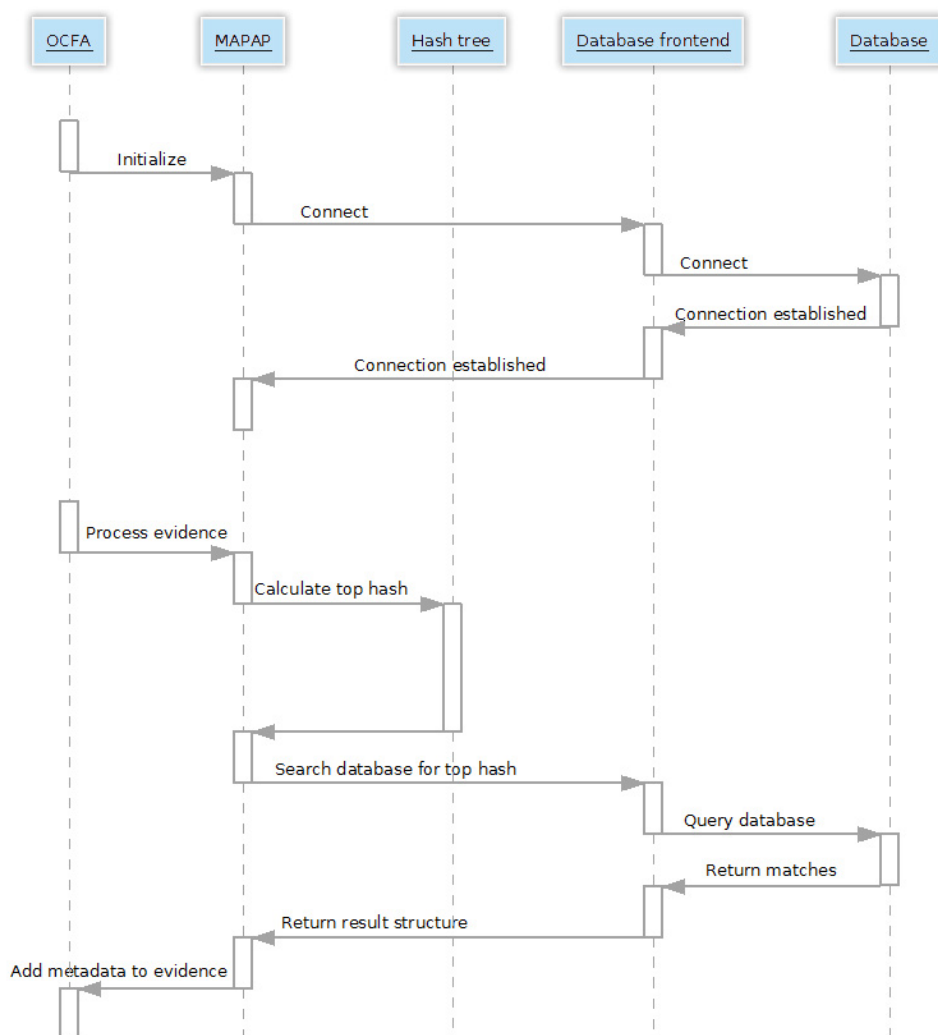 OCFA
MAPAP
Hash tree
Database frontend
Database
Initialize
Connect
Connect
Connection established
Connection established
Process evidence
Calculate top hash
Search database for top hash
Query database
Return matches
Return result structure
Add metadata to evidence